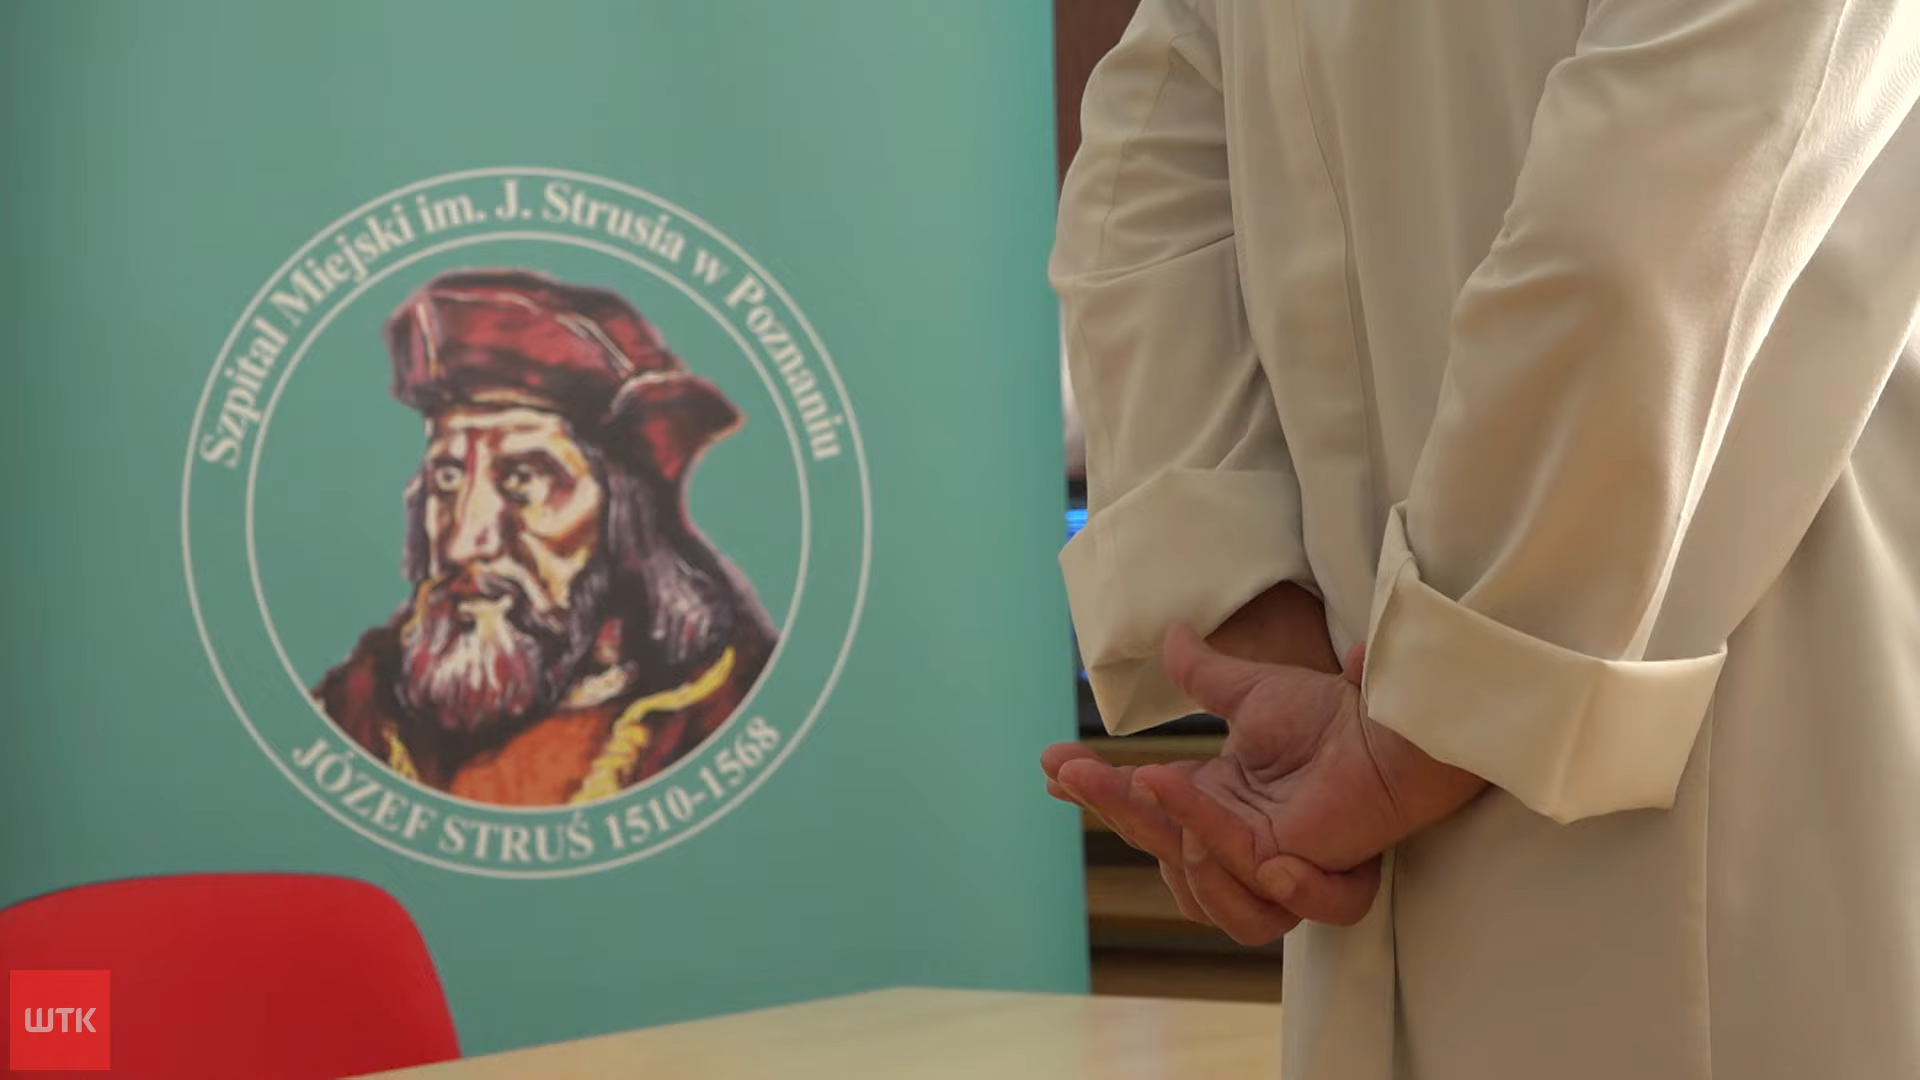 Szpital Miejski im. J. Strusia w Poznaniu
JÓZEF STRUŚ 1510-1568
WTK